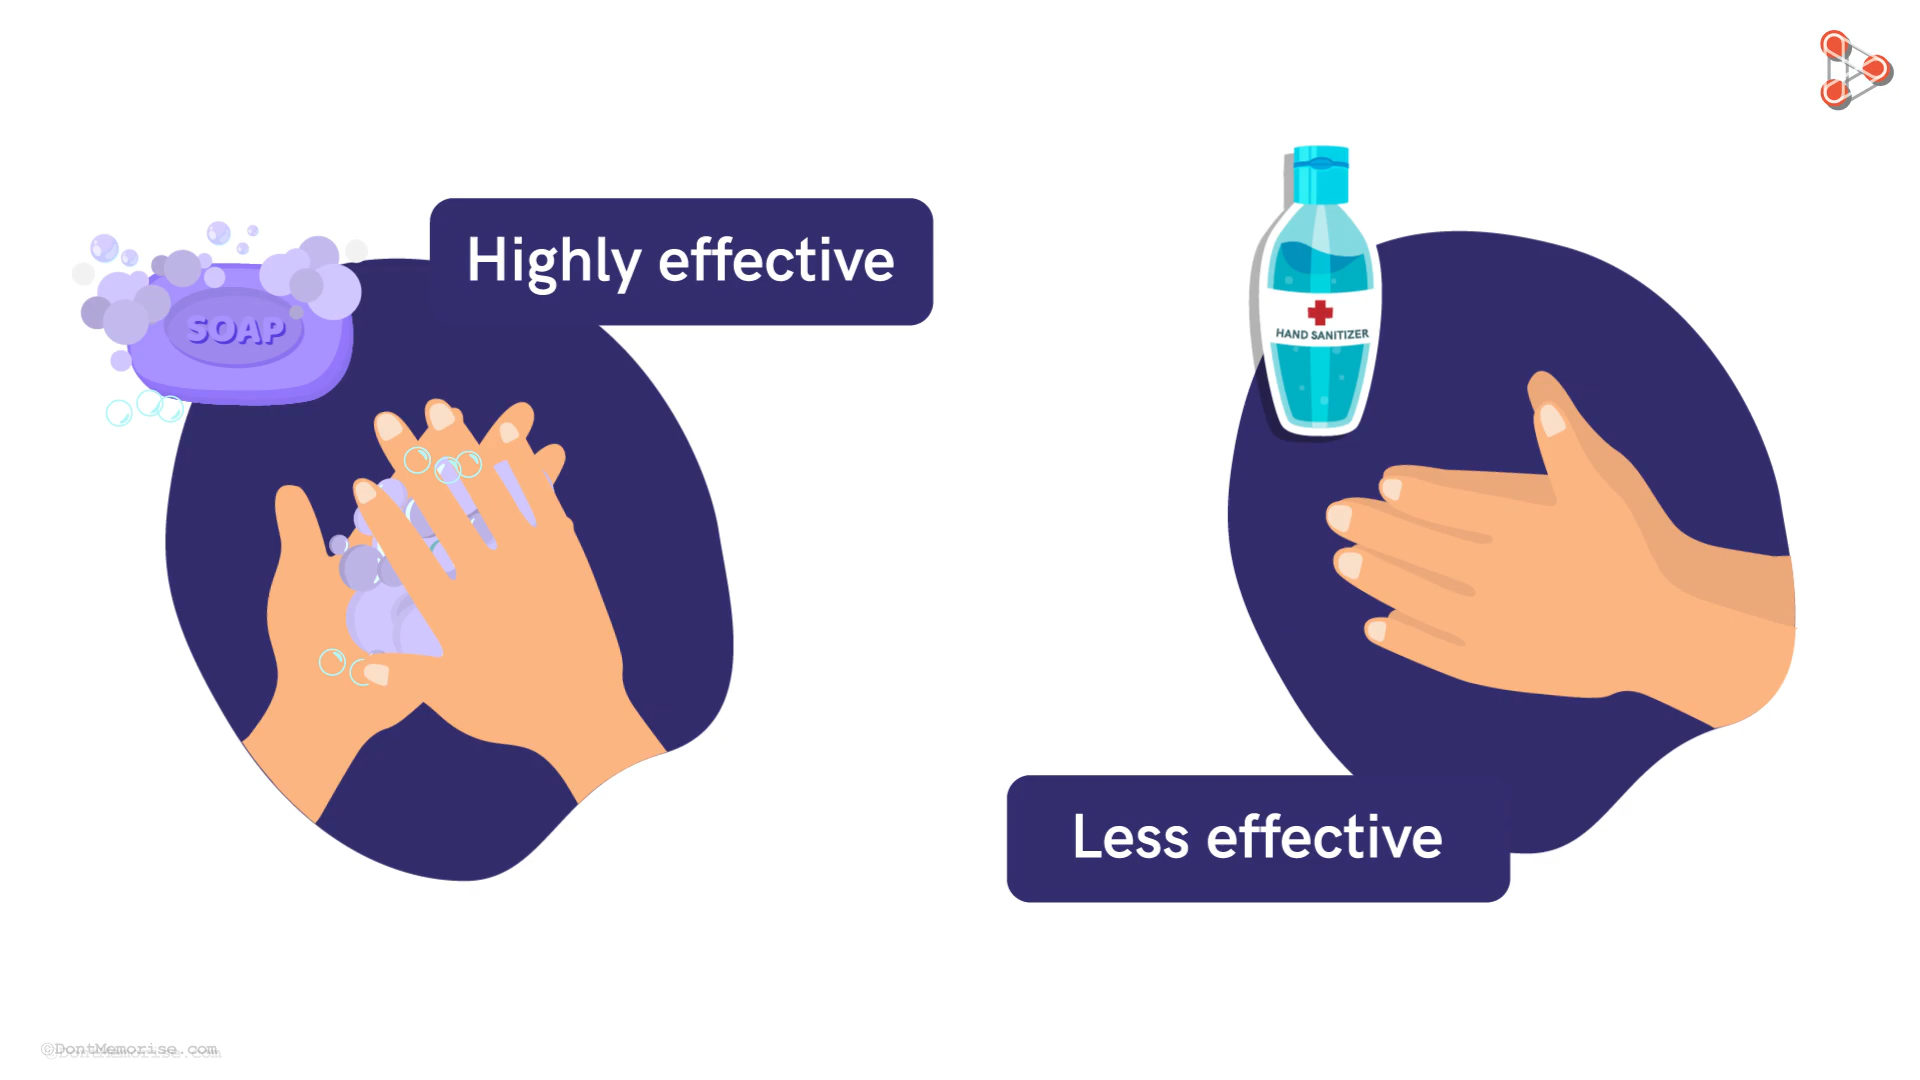 Highly effective
SOAP
HAND SANITIZER
Less effective
©DontMemorise.com